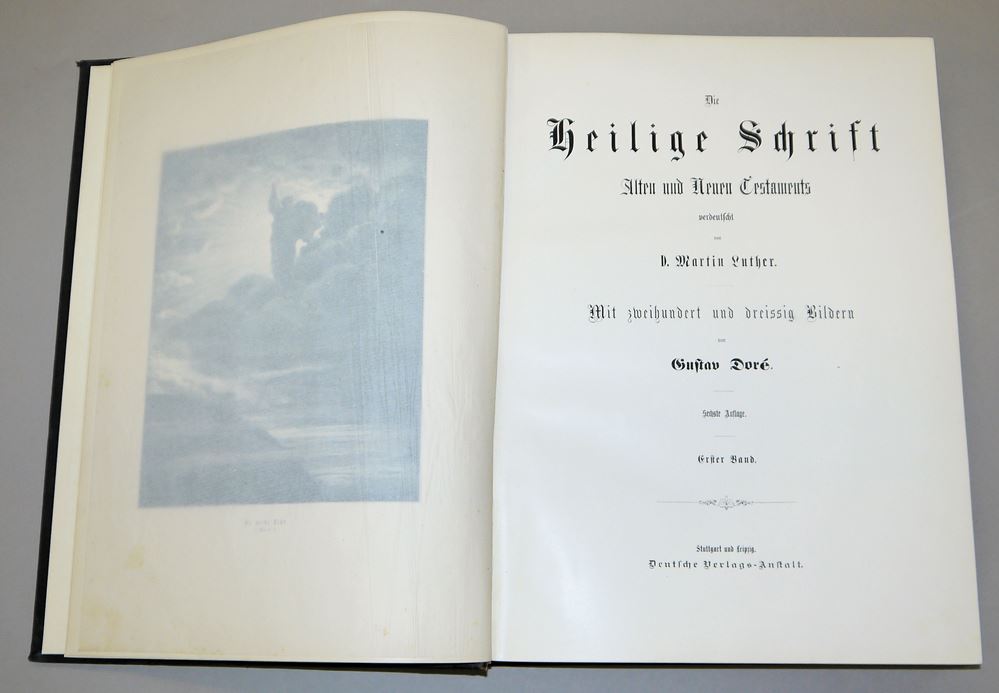 Die
Heilige Schrift
Alten und Neuen Testaments
verdeutscht
von
D. Martin Luther.
Mit zweihundert und dreissig Bildern
von
Gustav Doré.
Sechste Auflage.
Erster Band.
Stuttgart und Leipzig.
Deutsche Verlags-Anstalt.